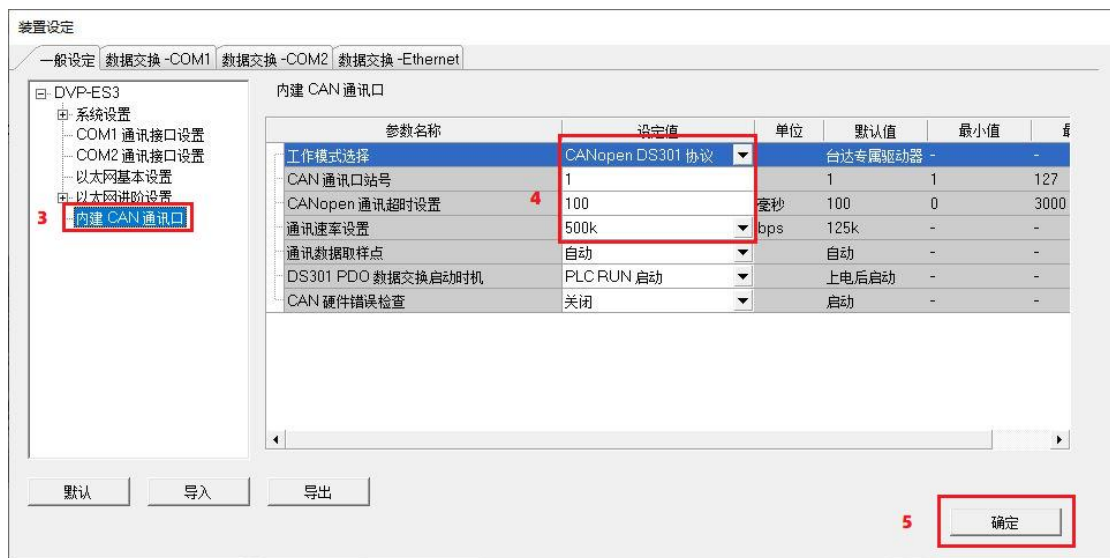 装置设定
一般设定 数据交换 -COM1 数据交换 -COM2 数据交换 -Ethernet
DVP-ES3
系统设置
COM1 通讯接口设置
COM2 通讯接口设置
以太网基本设置
以太网进阶设置
3 内建 CAN 通讯口
内建 CAN 通讯口
参数名称 设定值 单位 默认值 最小值
工作模式选择 CANopen DS301 协议 台达专属驱动器 - -
CAN 通讯口站号 1 1 1 127
CANopen 通讯超时设置 4 100 毫秒 100 0 3000
通讯速率设置 500k bps 125k - -
通讯数据取样点 自动 自动 - -
DS301 PDO 数据交换启动时机 PLC RUN 启动 上电后启动 - -
CAN 硬件错误检查 关闭 启动 - -
默认 导入 导出
5 确定